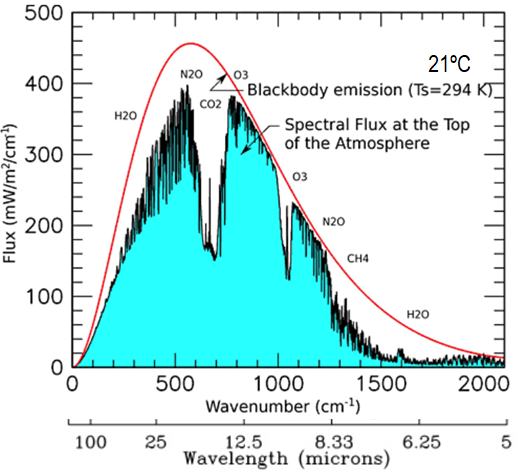 500
400
300
200
100
0
Flux (mW/m²/cm⁻¹)
21ºC
N2O
O3
CO2
Blackbody emission (Ts=294 K)
H2O
Spectral Flux at the Top
of the Atmosphere
O3
N2O
CH4
H2O
0 500 1000 1500 2000
Wavenumber (cm⁻¹)
100 25 12.5 8.33 6.25 5
Wavelength (microns)